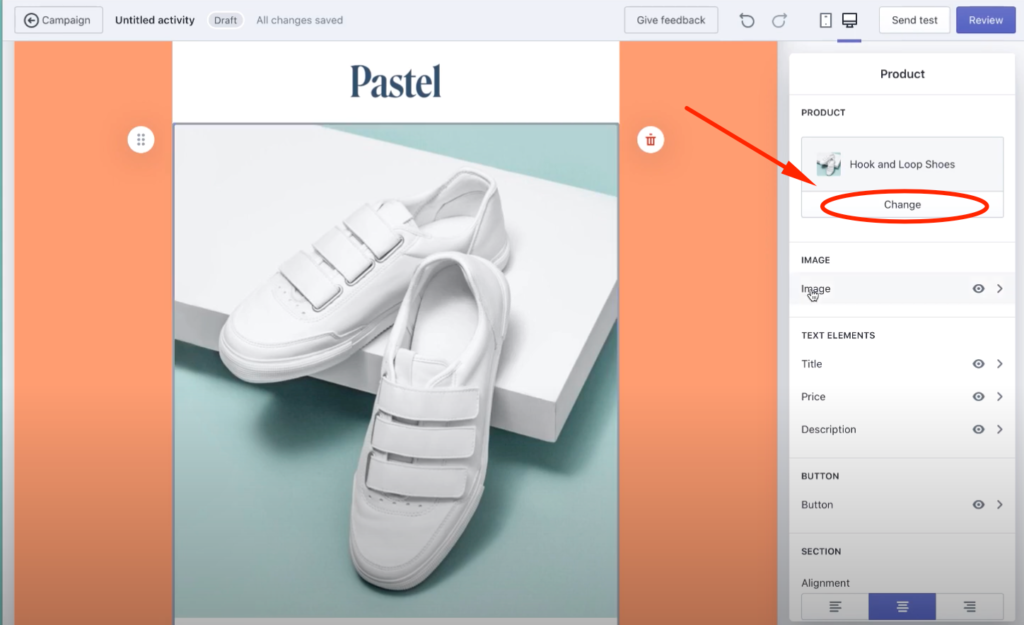 Campaign Untitled activity Draft All changes saved Give feedback Send test Review
Pastel
Product
PRODUCT
Hook and Loop Shoes
Change
IMAGE
Image
TEXT ELEMENTS
Title
Price
Description
BUTTON
Button
SECTION
Alignment